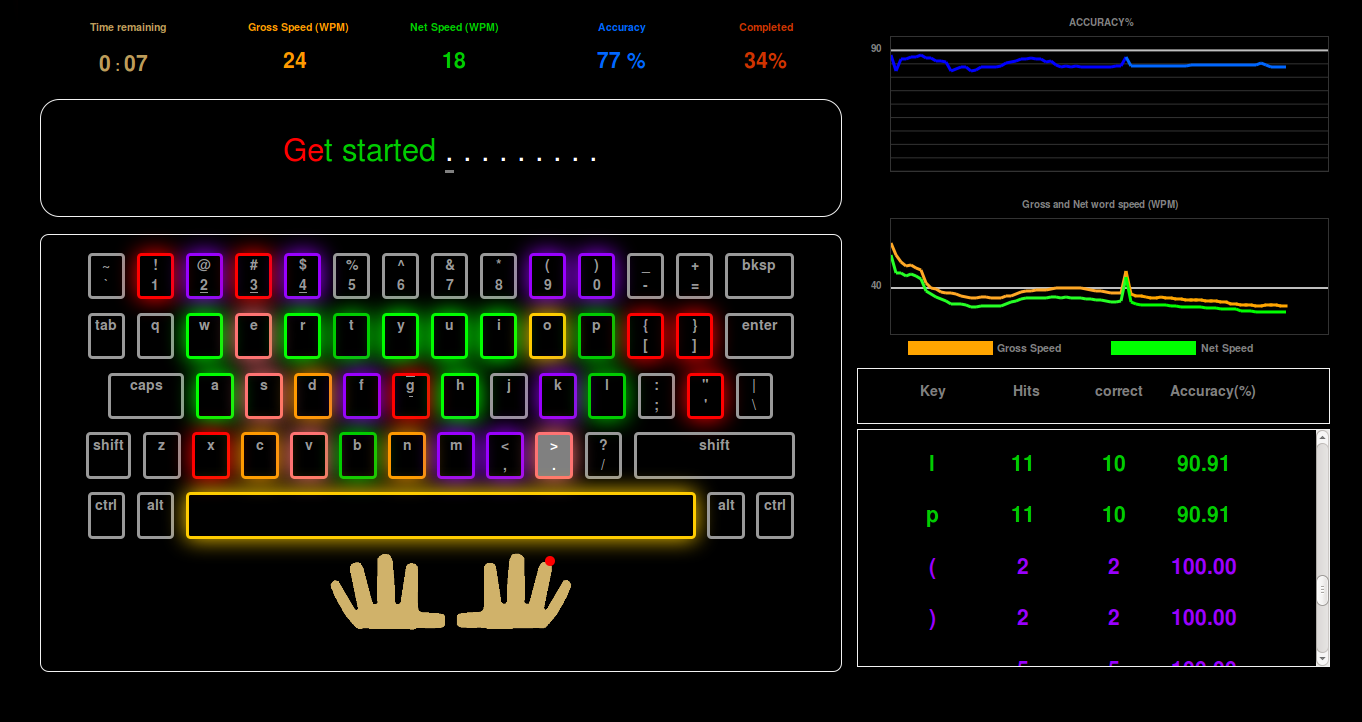 Time remaining Gross Speed (WPM) Net Speed (WPM) Accuracy Completed
0 : 07 24 18 77 % 34%
Get started . . . . . . . . .
~ ! @ # $ % ^ & * ( ) _ + bksp
` 1 2 3 4 5 6 7 8 9 0 - =
tab q w e r t y u i o p { } enter
[ ]
caps a s d f g h j k l : " |
; ' \
shift z x c v b n m < > ? shift
, . /
ctrl alt alt ctrl
ACCURACY%
90
Gross and Net word speed (WPM)
40
Gross Speed Net Speed
Key Hits correct Accuracy(%)
l 11 10 90.91
p 11 10 90.91
( 2 2 100.00
) 2 2 100.00